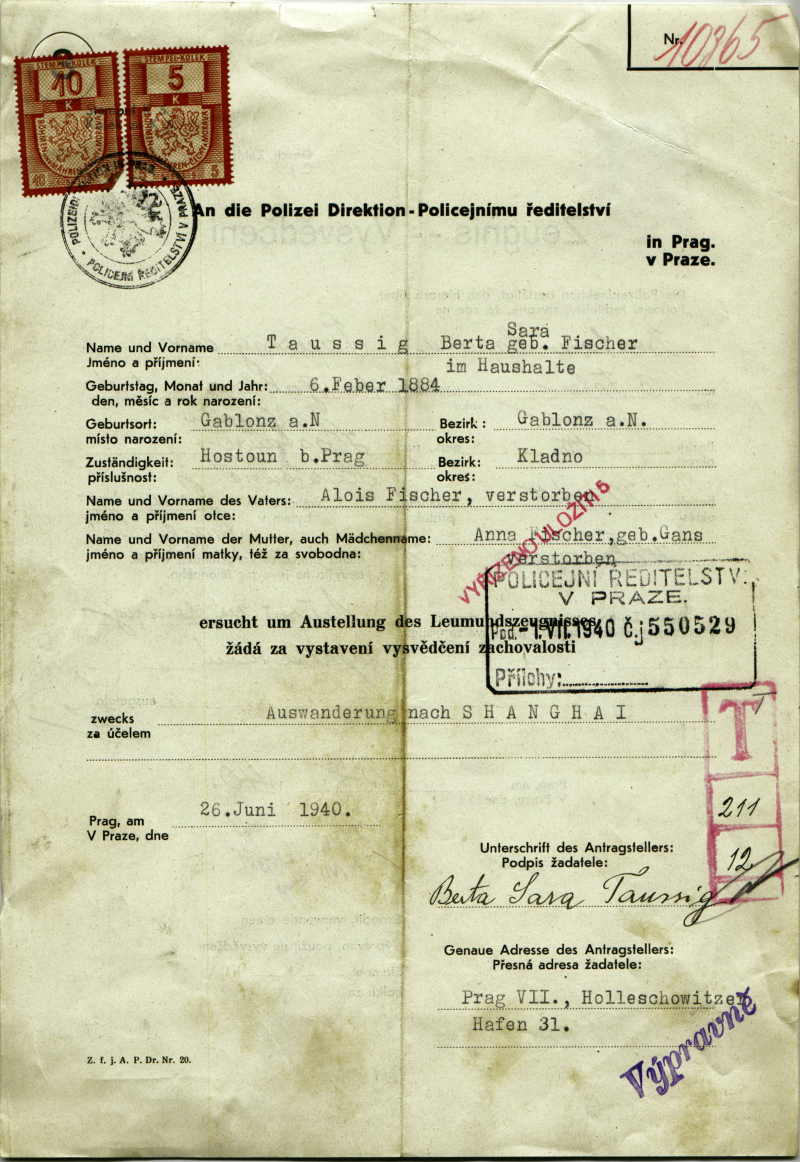 Nr. 10365
STEMPEL-KOLEK
10
K
STEMPEL-KOLEK
5
K
10
5
An die Polizei Direktion - Policejnímu ředitelství
in Prag.
v Praze.
POLICEJNÍ ŘEDITELSTVÍ V PRAZE
Sara
Name und Vorname Taussig Berta geb. Fischer
Jméno a příjmení: im Haushalte
Geburtstag, Monat und Jahr: 6.Feber 1884
den, měsíc a rok narození:
Geburtsort: Gablonz a.N Bezirk: Gablonz a.N.
místo narození: okres:
Zuständigkeit: Hostoun b.Prag Bezirk: Kladno
příslušnost: okres:
Name und Vorname des Vaters: Alois Fischer, verstorben
jméno a příjmení otce:
Name und Vorname der Mutter, auch Mädchenname: Anna Fischer,geb.Gans
jméno a příjmení matky, též za svobodna: verstorben
POLICEJNÍ ŘEDITELSTVÍ
V PRAZE.
Pod. -1.VII.1940 č.j 550529
Přílohy:
ersucht um Austellung des Leumundszeugnisses
žádá za vystavení vysvědčení zachovalosti
zwecks Auswanderung nach SHANGHAI
za účelem
T
211
12
Prag, am 26.Juni 1940.
V Praze, dne
Unterschrift des Antragstellers:
Podpis žadatele:
Berta Sara Taussig
Genaue Adresse des Antragstellers:
Přesná adresa žadatele:
Prag VII., Holleschowitzer
Hafen 31.
Výpravně
Z. f. j. A. P. Dr. Nr. 20.